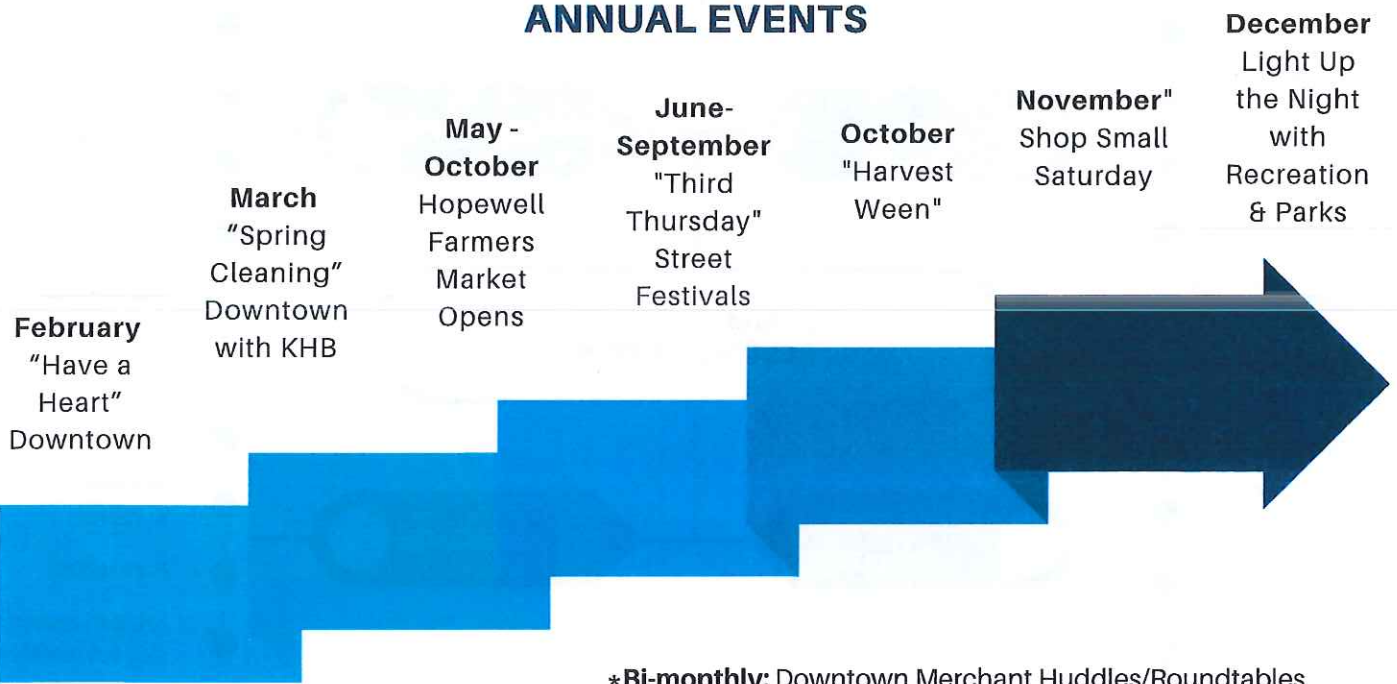 ANNUAL EVENTS
February
“Have a
Heart”
Downtown
March
“Spring
Cleaning”
Downtown
with KHB
May -
October
Hopewell
Farmers
Market
Opens
June-
September
"Third
Thursday"
Street
Festivals
October
"Harvest
Ween"
November"
Shop Small
Saturday
December
Light Up
the Night
with
Recreation
& Parks
*Bi-monthly: Downtown Merchant Huddles/Roundtables